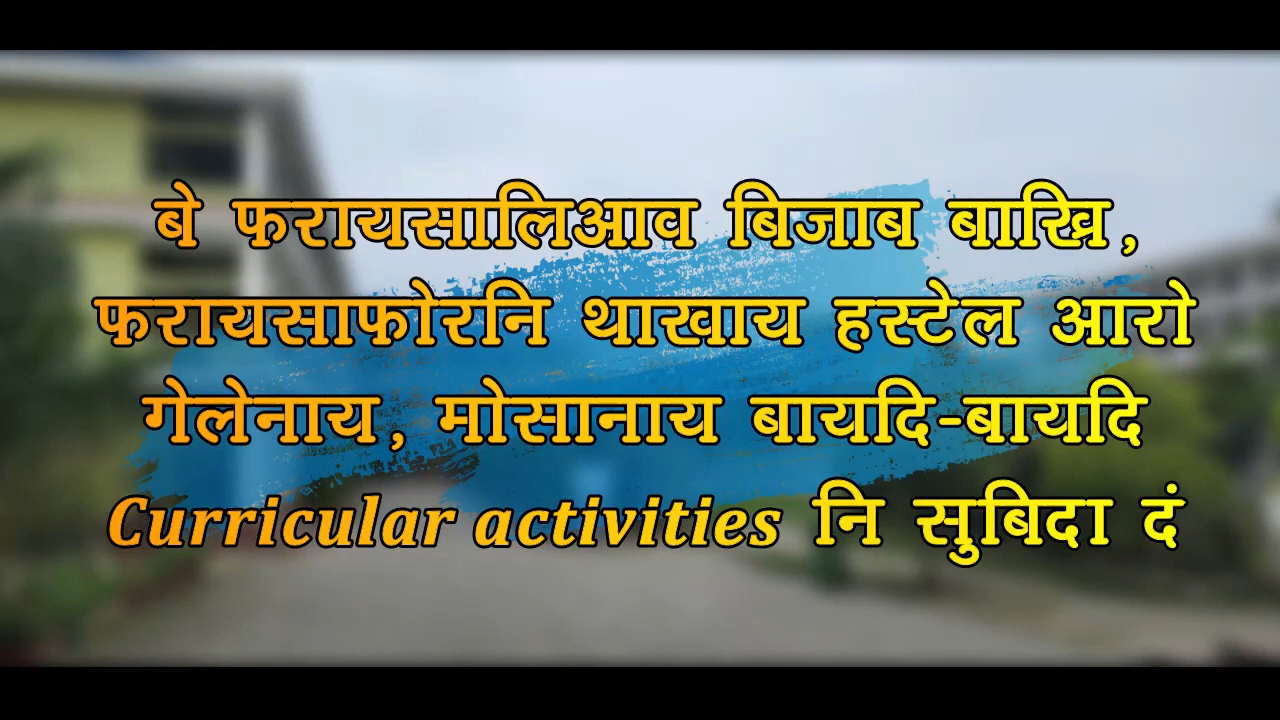 बे फरायसालिआव बिजाब बाख्रि,
फरायसाफोरनि थाखाय हस्टेल आरो
गेलेनाय, मोसानाय बायदि-बायदि
Curricular activities नि सुबिदा दं